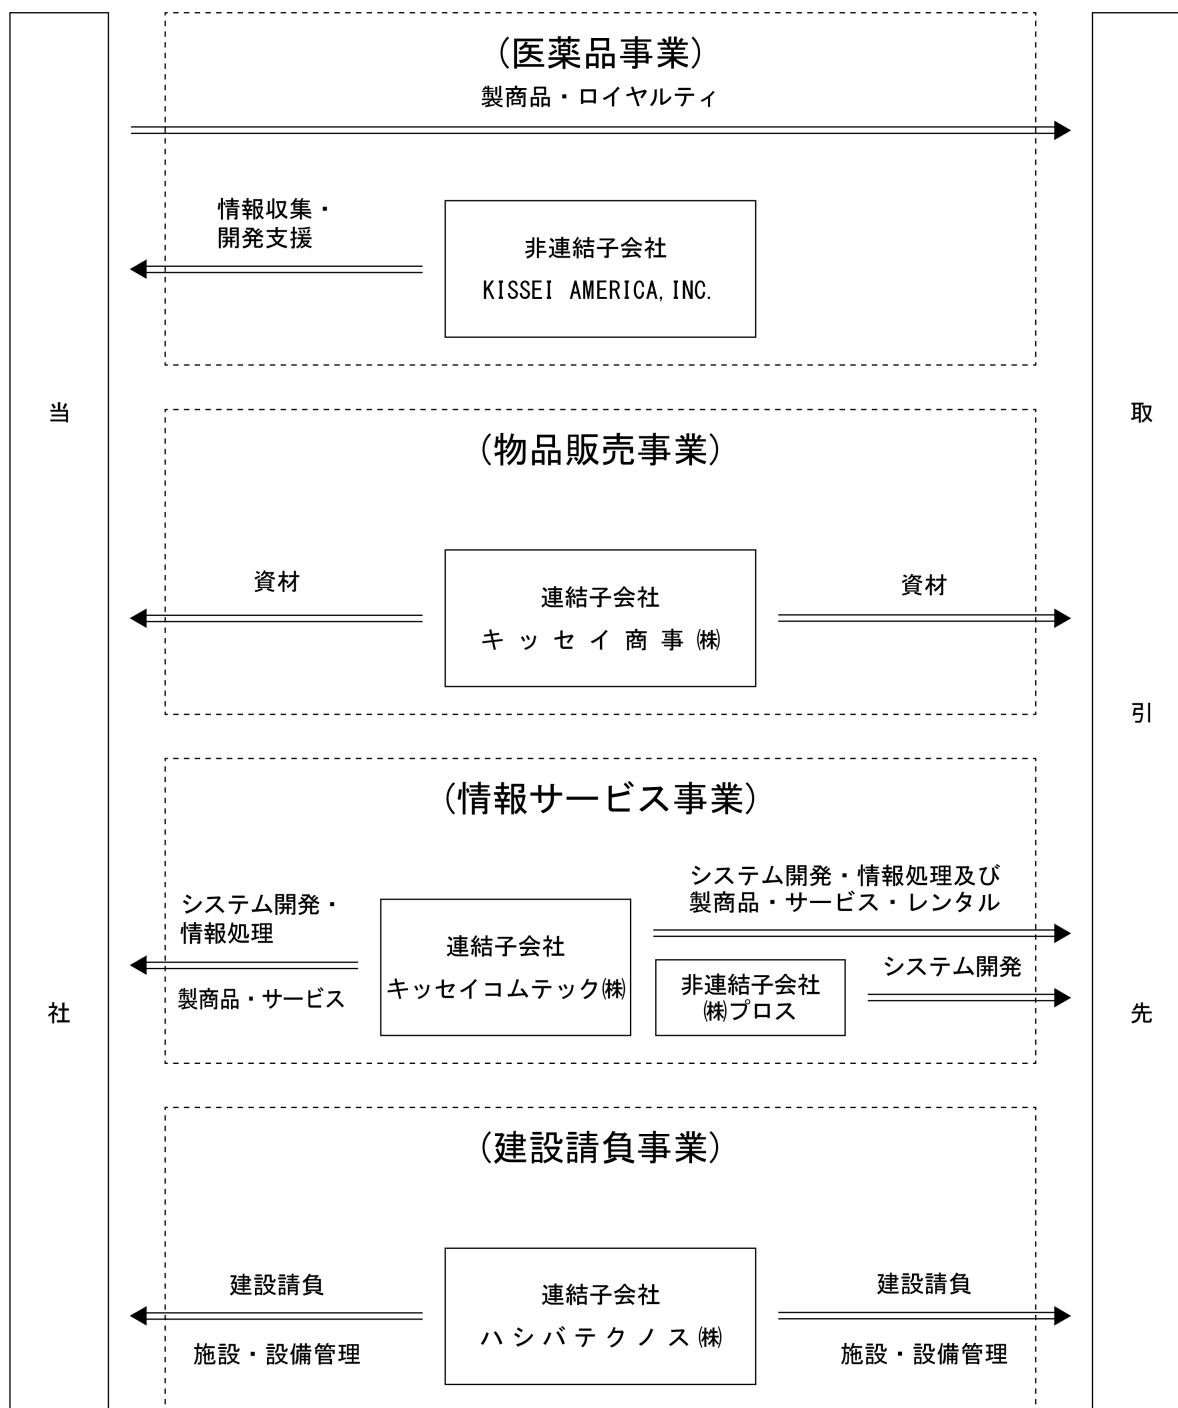 (医薬品事業)
製商品・ロイヤルティ
情報収集・
開発支援
非連結子会社
KISSEI AMERICA, INC.
当
社
取
引
先
(物品販売事業)
資材
連結子会社
キッセイ商事㈱
資材
(情報サービス事業)
システム開発・
情報処理
製商品・サービス
連結子会社
キッセイコムテック㈱
システム開発・情報処理及び
製商品・サービス・レンタル
非連結子会社
㈱プロス
システム開発
(建設請負事業)
建設請負
施設・設備管理
連結子会社
ハシバテクノス㈱
建設請負
施設・設備管理